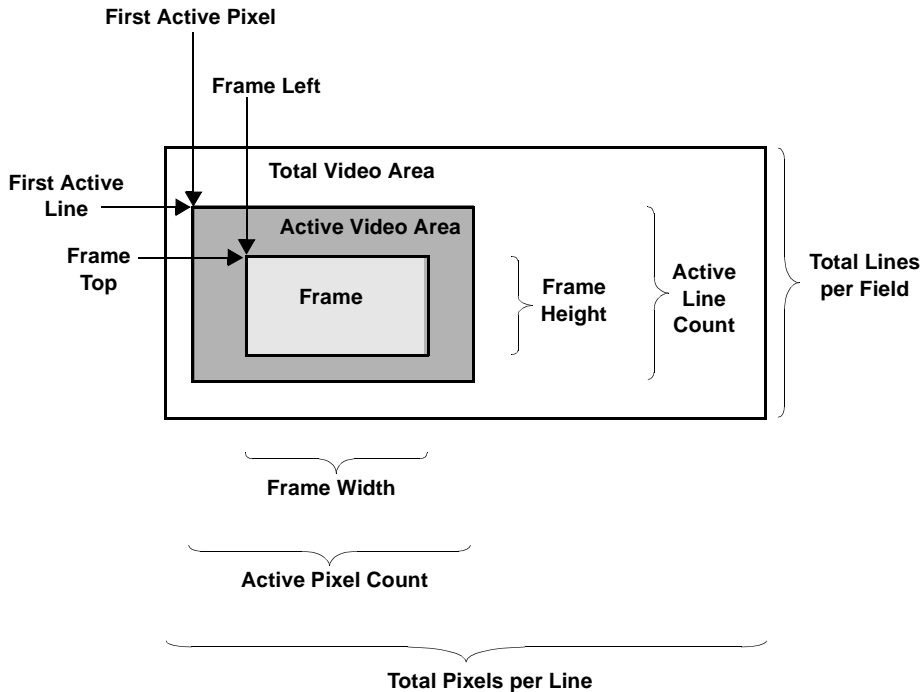 First Active Pixel
Frame Left
Total Video Area
First Active
Line
Active Video Area
Frame
Top
Frame
Frame
Height
Active
Line
Count
Total Lines
per Field
Frame Width
Active Pixel Count
Total Pixels per Line